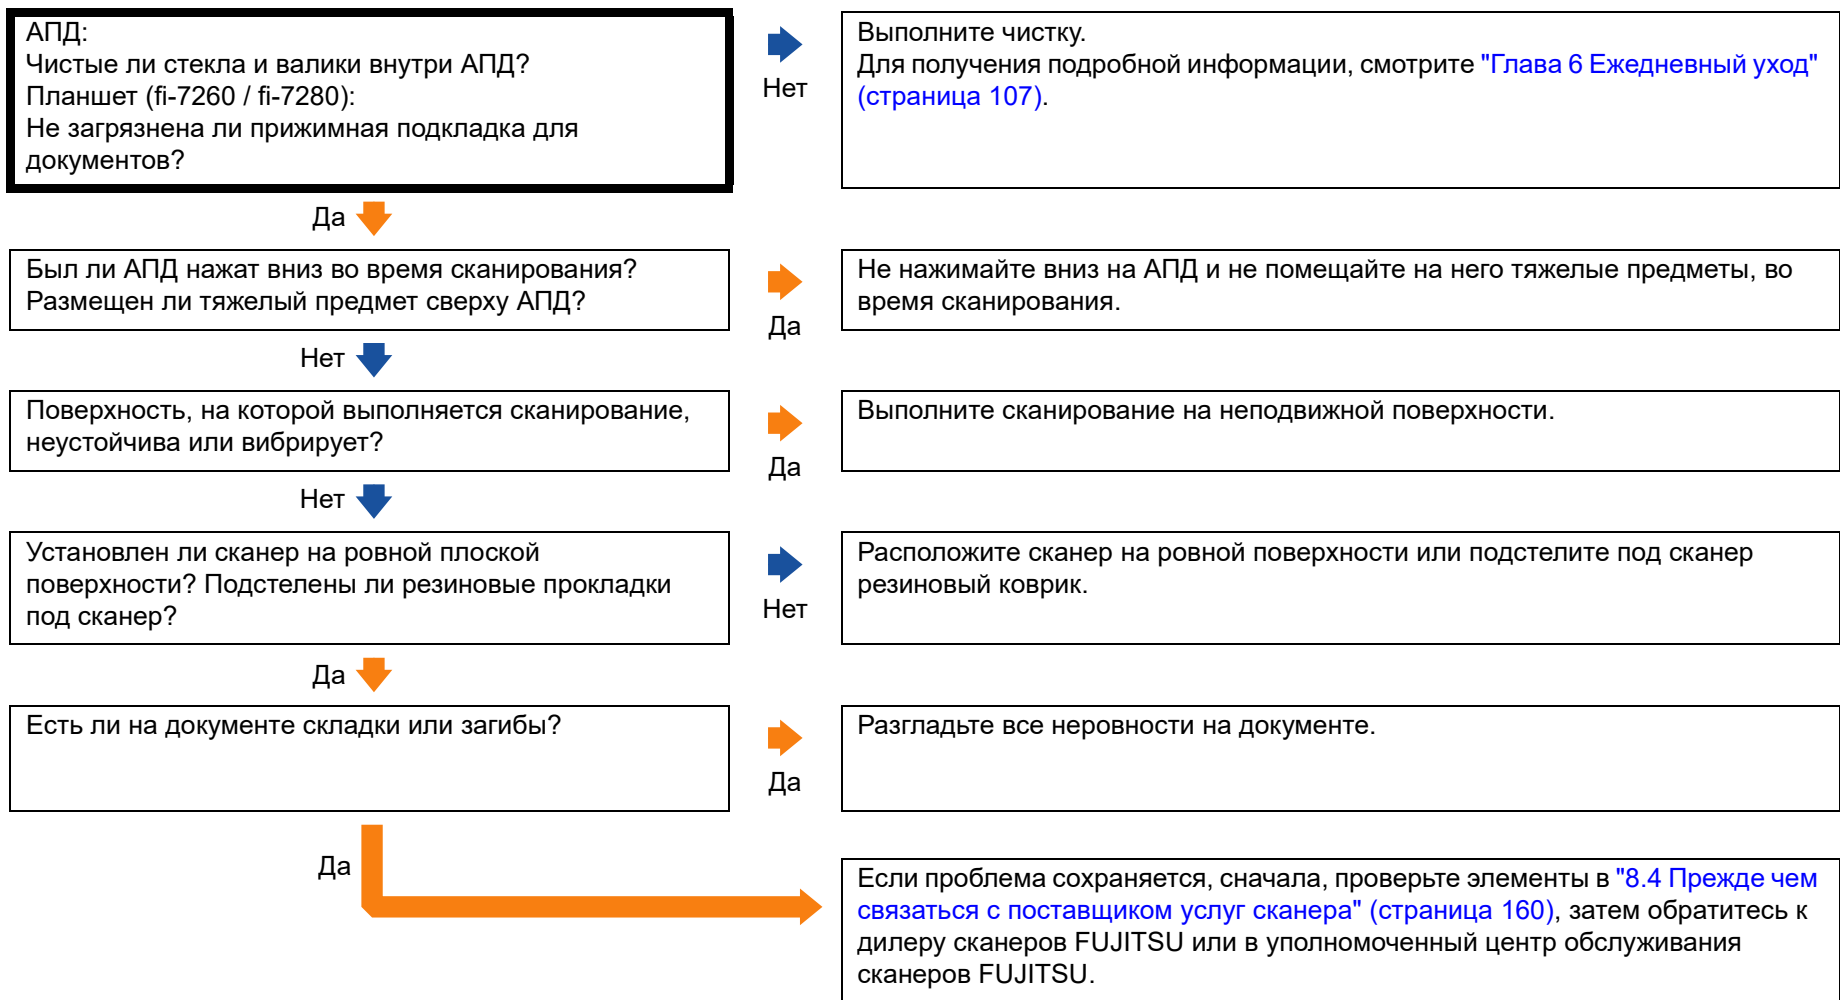 АПД:
Чистые ли стекла и валики внутри АПД?
Планшет (fi-7260 / fi-7280):
Не загрязнена ли прижимная подкладка для
документов?
Нет
Выполните чистку.
Для получения подробной информации, смотрите "Глава 6 Ежедневный уход"
(страница 107).
Да
Был ли АПД нажат вниз во время сканирования?
Размещен ли тяжелый предмет сверху АПД?
Да
Не нажимайте вниз на АПД и не помещайте на него тяжелые предметы, во
время сканирования.
Нет
Поверхность, на которой выполняется сканирование,
неустойчива или вибрирует?
Да
Выполните сканирование на неподвижной поверхности.
Нет
Установлен ли сканер на ровной плоской
поверхности? Подстелены ли резиновые прокладки
под сканер?
Нет
Расположите сканер на ровной поверхности или подстелите под сканер
резиновый коврик.
Да
Есть ли на документе складки или загибы?
Да
Разгладьте все неровности на документе.
Да
Если проблема сохраняется, сначала, проверьте элементы в "8.4 Прежде чем
связаться с поставщиком услуг сканера" (страница 160), затем обратитесь к
дилеру сканеров FUJITSU или в уполномоченный центр обслуживания
сканеров FUJITSU.